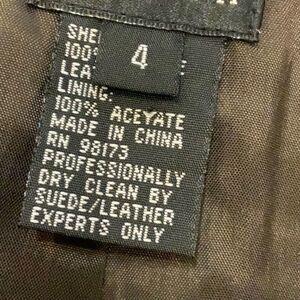 SHE
4
100%
LEA E
LINING:
100% ACEYATE
MADE IN CHINA
RN 98173
PROFESSIONALLY
DRY CLEAN BY
SUEDE/LEATHER
EXPERTS ONLY